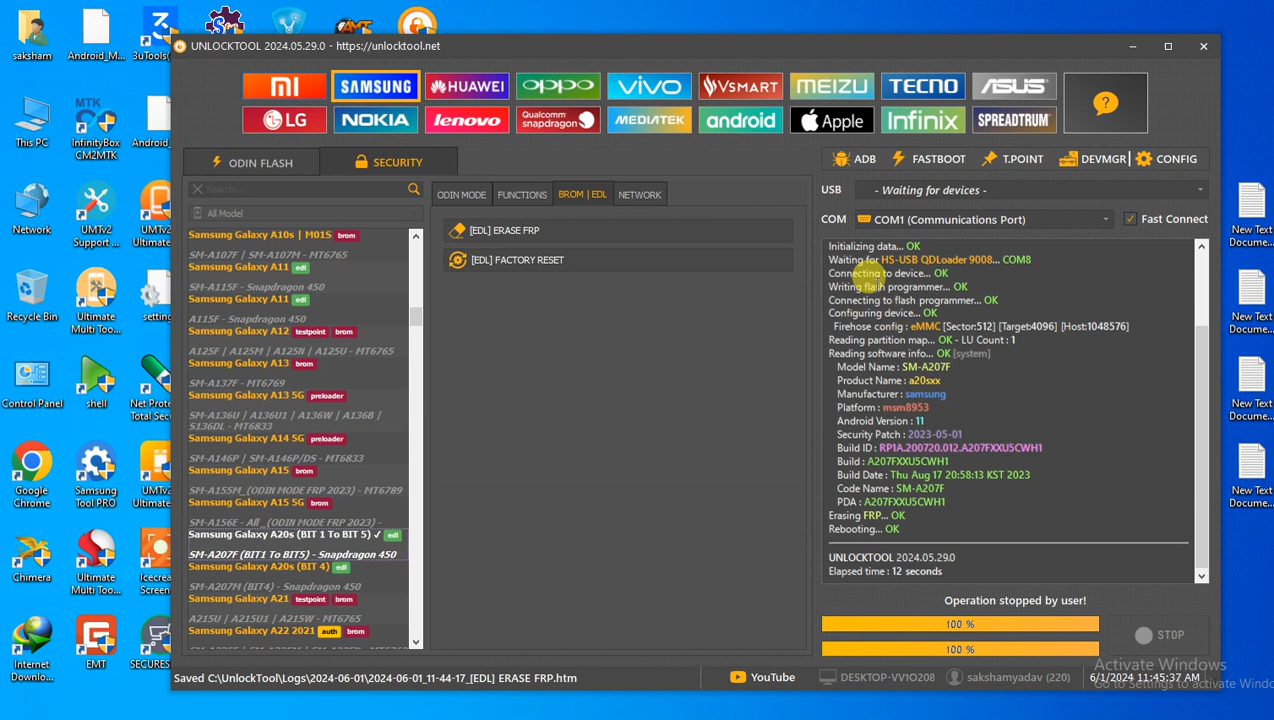 saksham
Android_M...
3uTools(
UNLOCKTOOL 2024.05.29.0 - https://unlocktool.net
MI
SAMSUNG
HUAWEI
oppo
vivo
VSMART
MEIZU
TECNO
ASUS
?
LG
NOKIA
lenovo
Qualcomm snapdragon
MEDIATEK
android
Apple
Infinix
SPREADTRUM
ODIN FLASH
SECURITY
ADB
FASTBOOT
T.POINT
DEVMGR
CONFIG
Search...
All Model
ODIN MODE
FUNCTIONS
BROM | EDL
NETWORK
USB
- Waiting for devices -
COM
COM1 (Communications Port)
Fast Connect
[EDL] ERASE FRP
[EDL] FACTORY RESET
Samsung Galaxy A10s | M01S brom
SM-A107F / M107F - MT6765
Samsung Galaxy A11 edl
SM-A115F - Snapdragon 450
Samsung Galaxy A11 edl
A115F - Snapdragon 450
Samsung Galaxy A12 testpoint brom
A125F | A125M | A125N | A125U - MT6765
Samsung Galaxy A13 brom
SM-A137F - MT6769
Samsung Galaxy A13 5G preloader
SM-A136U | A136U1 | A136W | A136B |
S136DL - MT6833
Samsung Galaxy A14 5G preloader
SM-A146P | SM-A146P/DS - MT6833
Samsung Galaxy A15 brom
SM-A155M_(ODIN MODE FRP 2023) - MT6789
Samsung Galaxy A15 5G brom
SM-A156E - All _(ODIN MODE FRP 2023) -
Samsung Galaxy A20s (BIT 1 To BIT 5) ✓ edl
SM-A207F (BIT1 To BIT5) - Snapdragon 450
Samsung Galaxy A20s (BIT 4) edl
SM-A207M (BIT4) - Snapdragon 450
Samsung Galaxy A21 testpoint brom
A215U | A215U1 | A215W - MT6765
Samsung Galaxy A22 2021 auth brom
Initializing data... OK
Waiting for HS-USB QDLoader 9008... COM8
Connecting to device... OK
Writing flash programmer... OK
Connecting to flash programmer... OK
Configuring device... OK
Firehose config : eMMC [Sector:512] [Target:4096] [Host:1048576]
Reading partition map... OK - LU Count : 1
Reading software info... OK [system]
Model Name : SM-A207F
Product Name : a20sxx
Manufacturer : samsung
Platform : msm8953
Android Version : 11
Security Patch : 2023-05-01
Build ID : RP1A.200720.012.A207FXXU5CWH1
Build : A207FXXU5CWH1
Build Date : Thu Aug 17 20:58:13 KST 2023
Code Name : SM-A207F
PDA : A207FXXU5CWH1
Erasing FRP... OK
Rebooting... OK
UNLOCKTOOL 2024.05.29.0
Elapsed time : 12 seconds
Operation stopped by user!
100 %
100 %
STOP
Activate Windows
Go to Settings to activate Windows
Saved C:\UnlockTool\Logs\2024-06-01\2024-06-01_11-44-17_[EDL] ERASE FRP.htm
YouTube
DESKTOP-VV1O208
sakshamyadav (220)
6/1/2024 11:45:37 AM
This PC
MTK
InfinityBox
CM2MTK
Android_
Network
UMTv2
Support ...
UMTv2
Ultimate
Recycle Bin
Ultimate
Multi Too...
setting
Control Panel
shell
Net Prote
Total Secu
Google
Chrome
Samsung
Tool PRO
UMTv2
Ultimate
Chimera
Ultimate
Multi Too...
Icecrea
Screen
Internet
Downlo...
EMT
SECURES
New Text
Docume...
New Text
Docume...
New Text
Docume...
New Text
Docume...